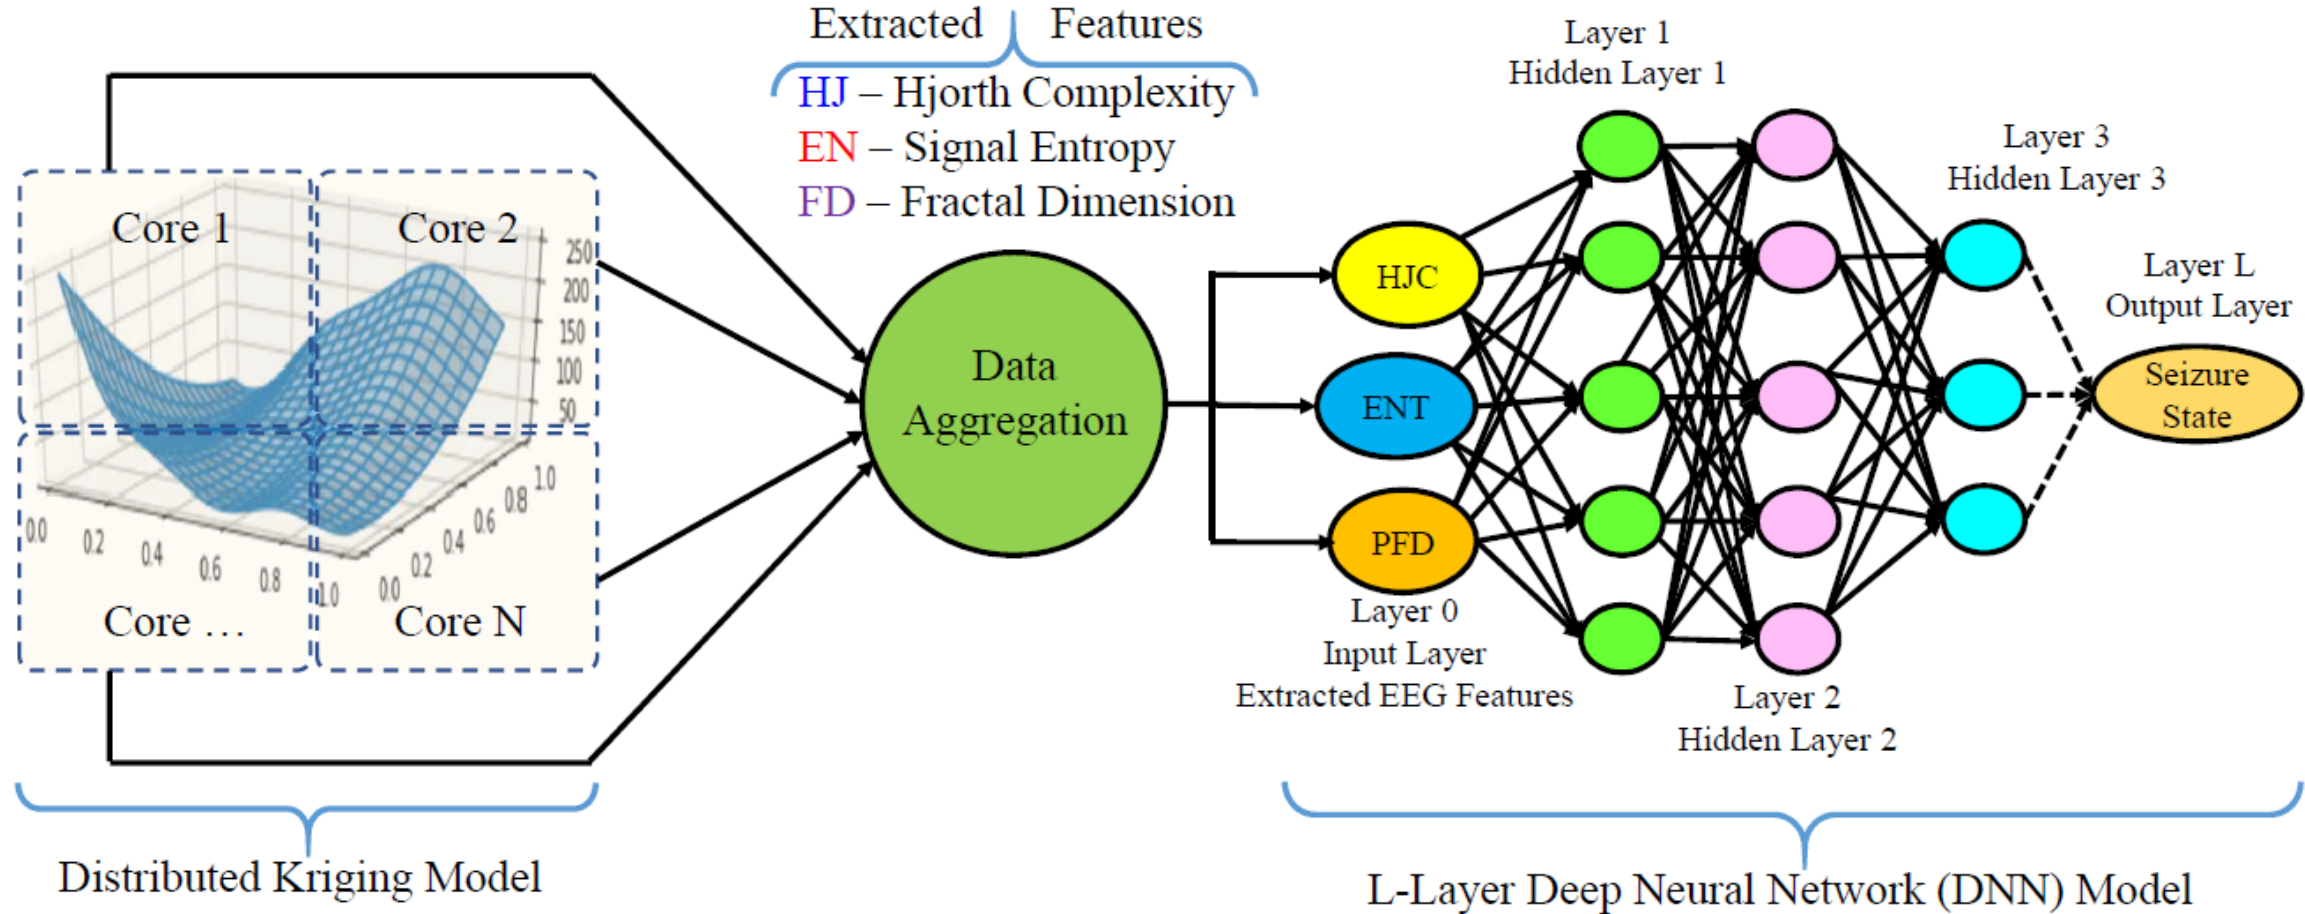 Extracted Features
HJ – Hjorth Complexity
EN – Signal Entropy
FD – Fractal Dimension
Core 1
Core 2
Core …
Core N
250
200
150
100
50
0.0
0.2
0.4
0.6
0.8
1.0
0.0
0.2
0.4
0.6
0.8
1.0
Distributed Kriging Model
Data
Aggregation
HJC
ENT
PFD
Layer 0
Input Layer
Extracted EEG Features
Layer 1
Hidden Layer 1
Layer 2
Hidden Layer 2
Layer 3
Hidden Layer 3
Layer L
Output Layer
Seizure
State
L-Layer Deep Neural Network (DNN) Model